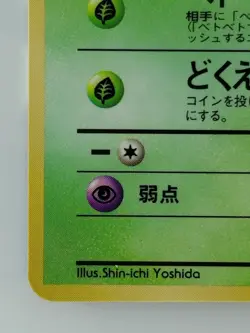 相手に「ベ
(「ベトベト
ッシュする
どくえ
コインを投
にする。
弱点
Illus.Shin-ichi Yoshida